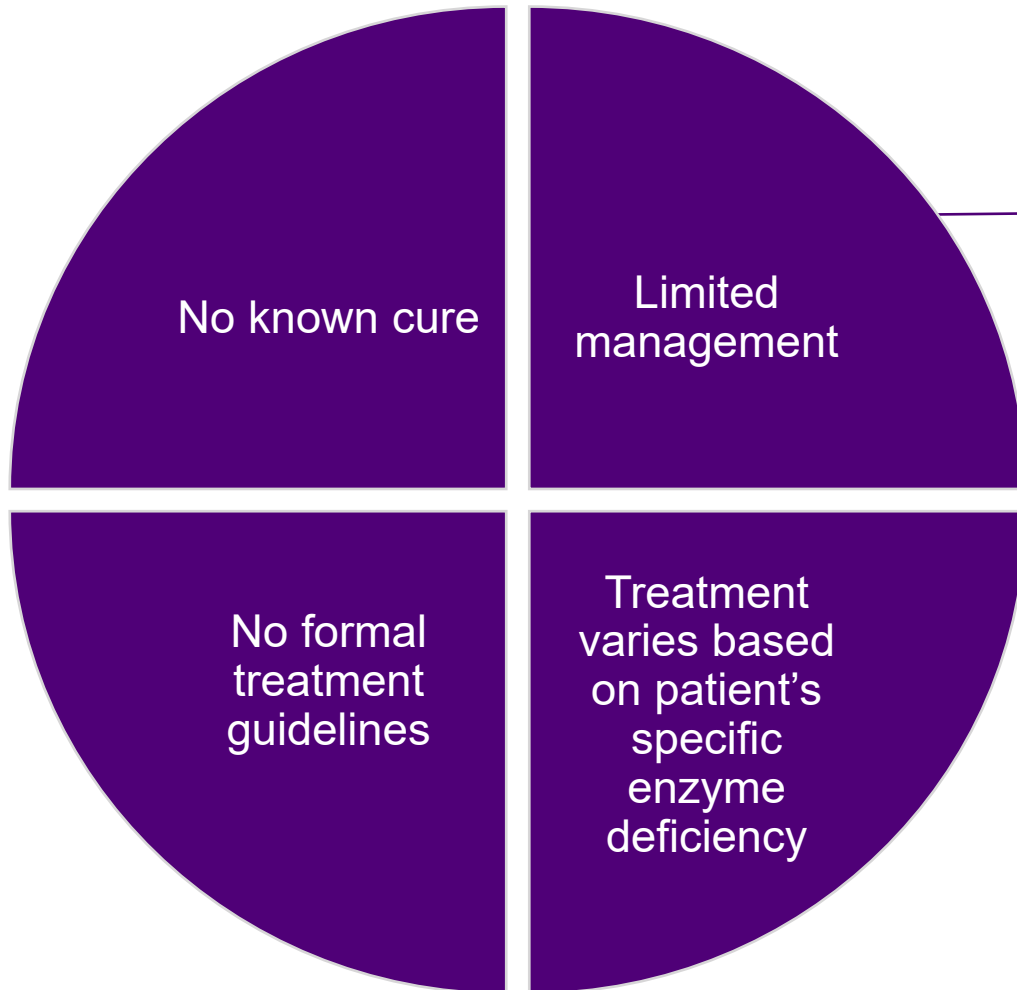 No known cure
Limited
management
No formal
treatment
guidelines
Treatment
varies based
on patient’s
specific
enzyme
deficiency